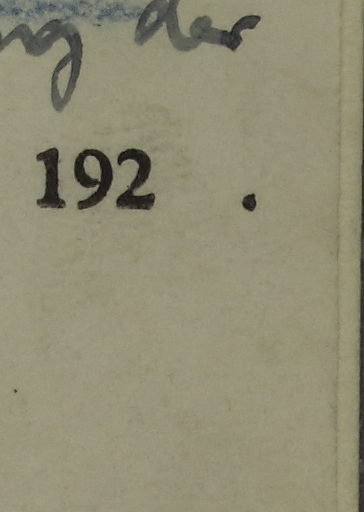 ng der
192 .